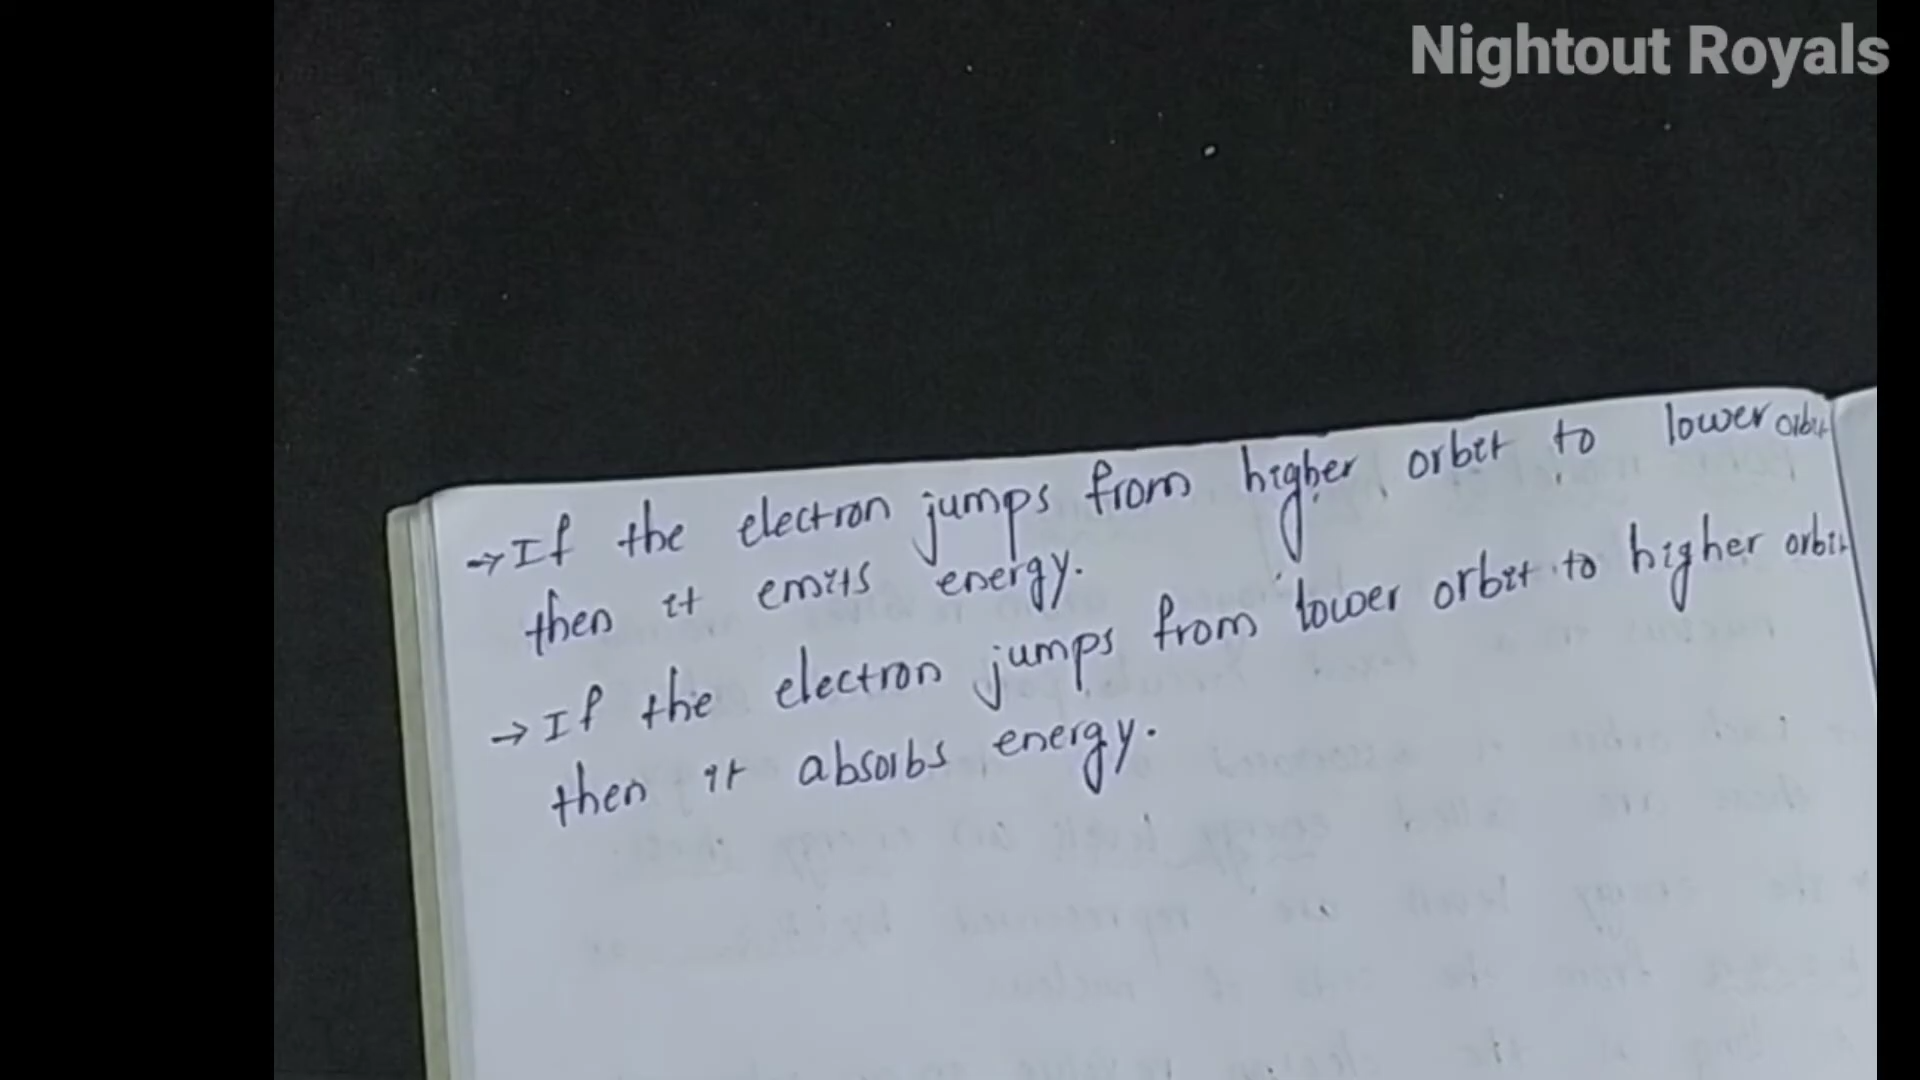 Nightout Royals
→ If the electron jumps from higher orbit to lower orbit
then it emits energy.
→ If the electron jumps from lower orbit to higher orbit
then it absorbs energy.